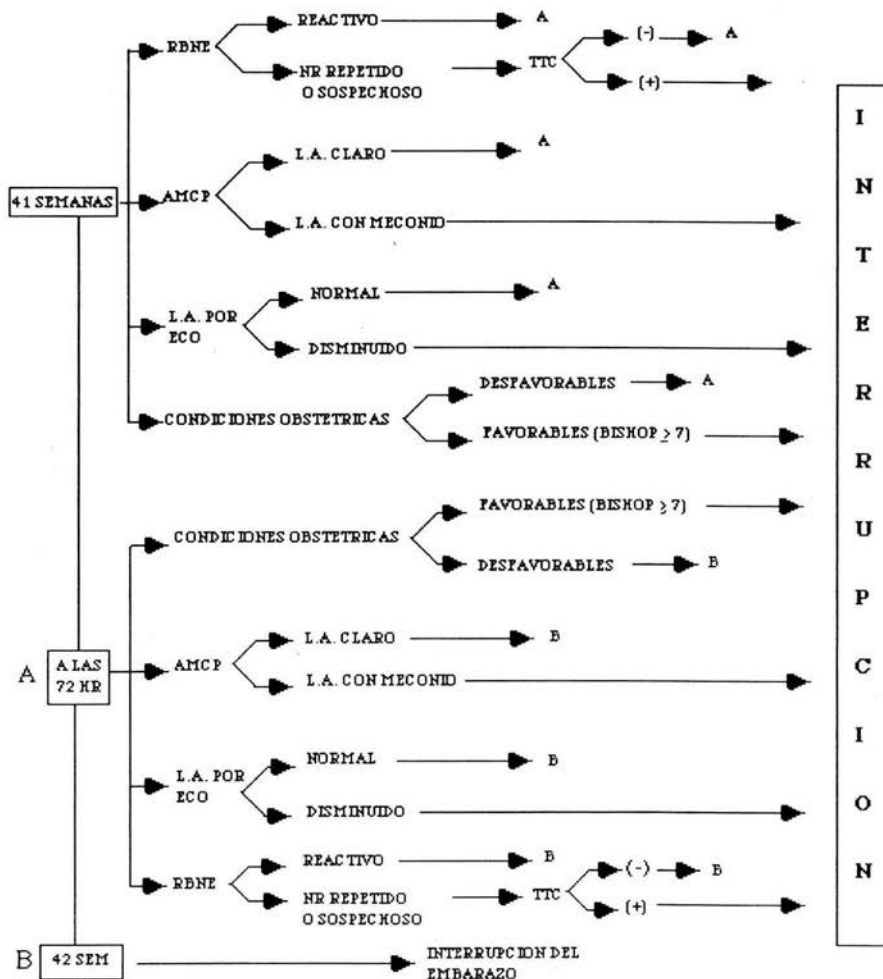 REACTIVO
A
RBNE
(-)
A
NR REPETIDO
O SOSPECHOSO
TTC
(+)
L.A. CLARO
A
41 SEMANAS
AMCP
L.A. CON MECONIO
NORMAL
A
L.A. POR
ECO
DISMINUIDO
DESFAVORABLES
A
CONDICIONES OBSTETRICAS
FAVORABLES (BISHOP ≥ 7)
FAVORABLES (BISHOP ≥ 7)
CONDICIONES OBSTETRICAS
DESFAVORABLES
B
L.A. CLARO
B
A
A LAS
72 HR
AMCP
L.A. CON MECONIO
NORMAL
B
L.A. POR
ECO
DISMINUIDO
REACTIVO
B
RBNE
(-)
B
NR REPETIDO
O SOSPECHOSO
TTC
(+)
B
42 SEM
INTERRUPCION DEL
EMBARAZO
I
N
T
E
R
R
U
P
C
I
O
N